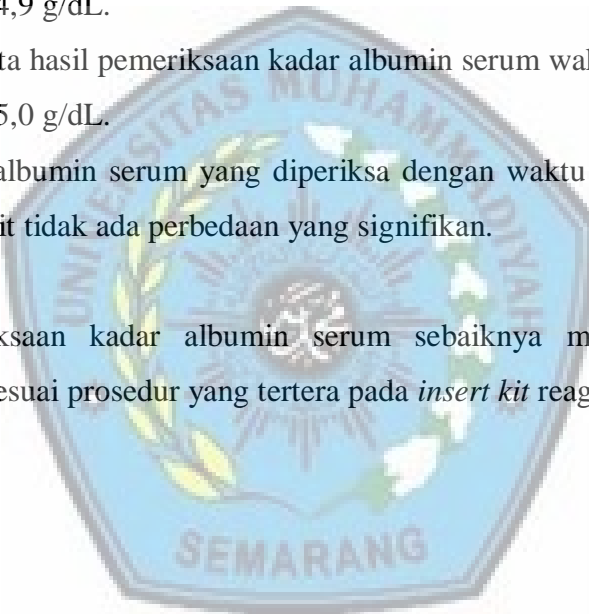 4,9 g/dL.
ta hasil pemeriksaan kadar albumin serum wal
5,0 g/dL.
albumin serum yang diperiksa dengan waktu
it tidak ada perbedaan yang signifikan.
ksaan kadar albumin serum sebaiknya m
esuai prosedur yang tertera pada insert kit reag
UNIVERSITAS MUHAMMADIYAH
SEMARANG